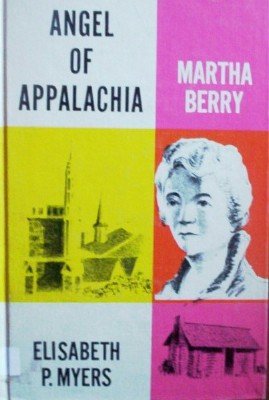 ANGEL
OF
APPALACHIA
MARTHA
BERRY
ELISABETH
P. MYERS